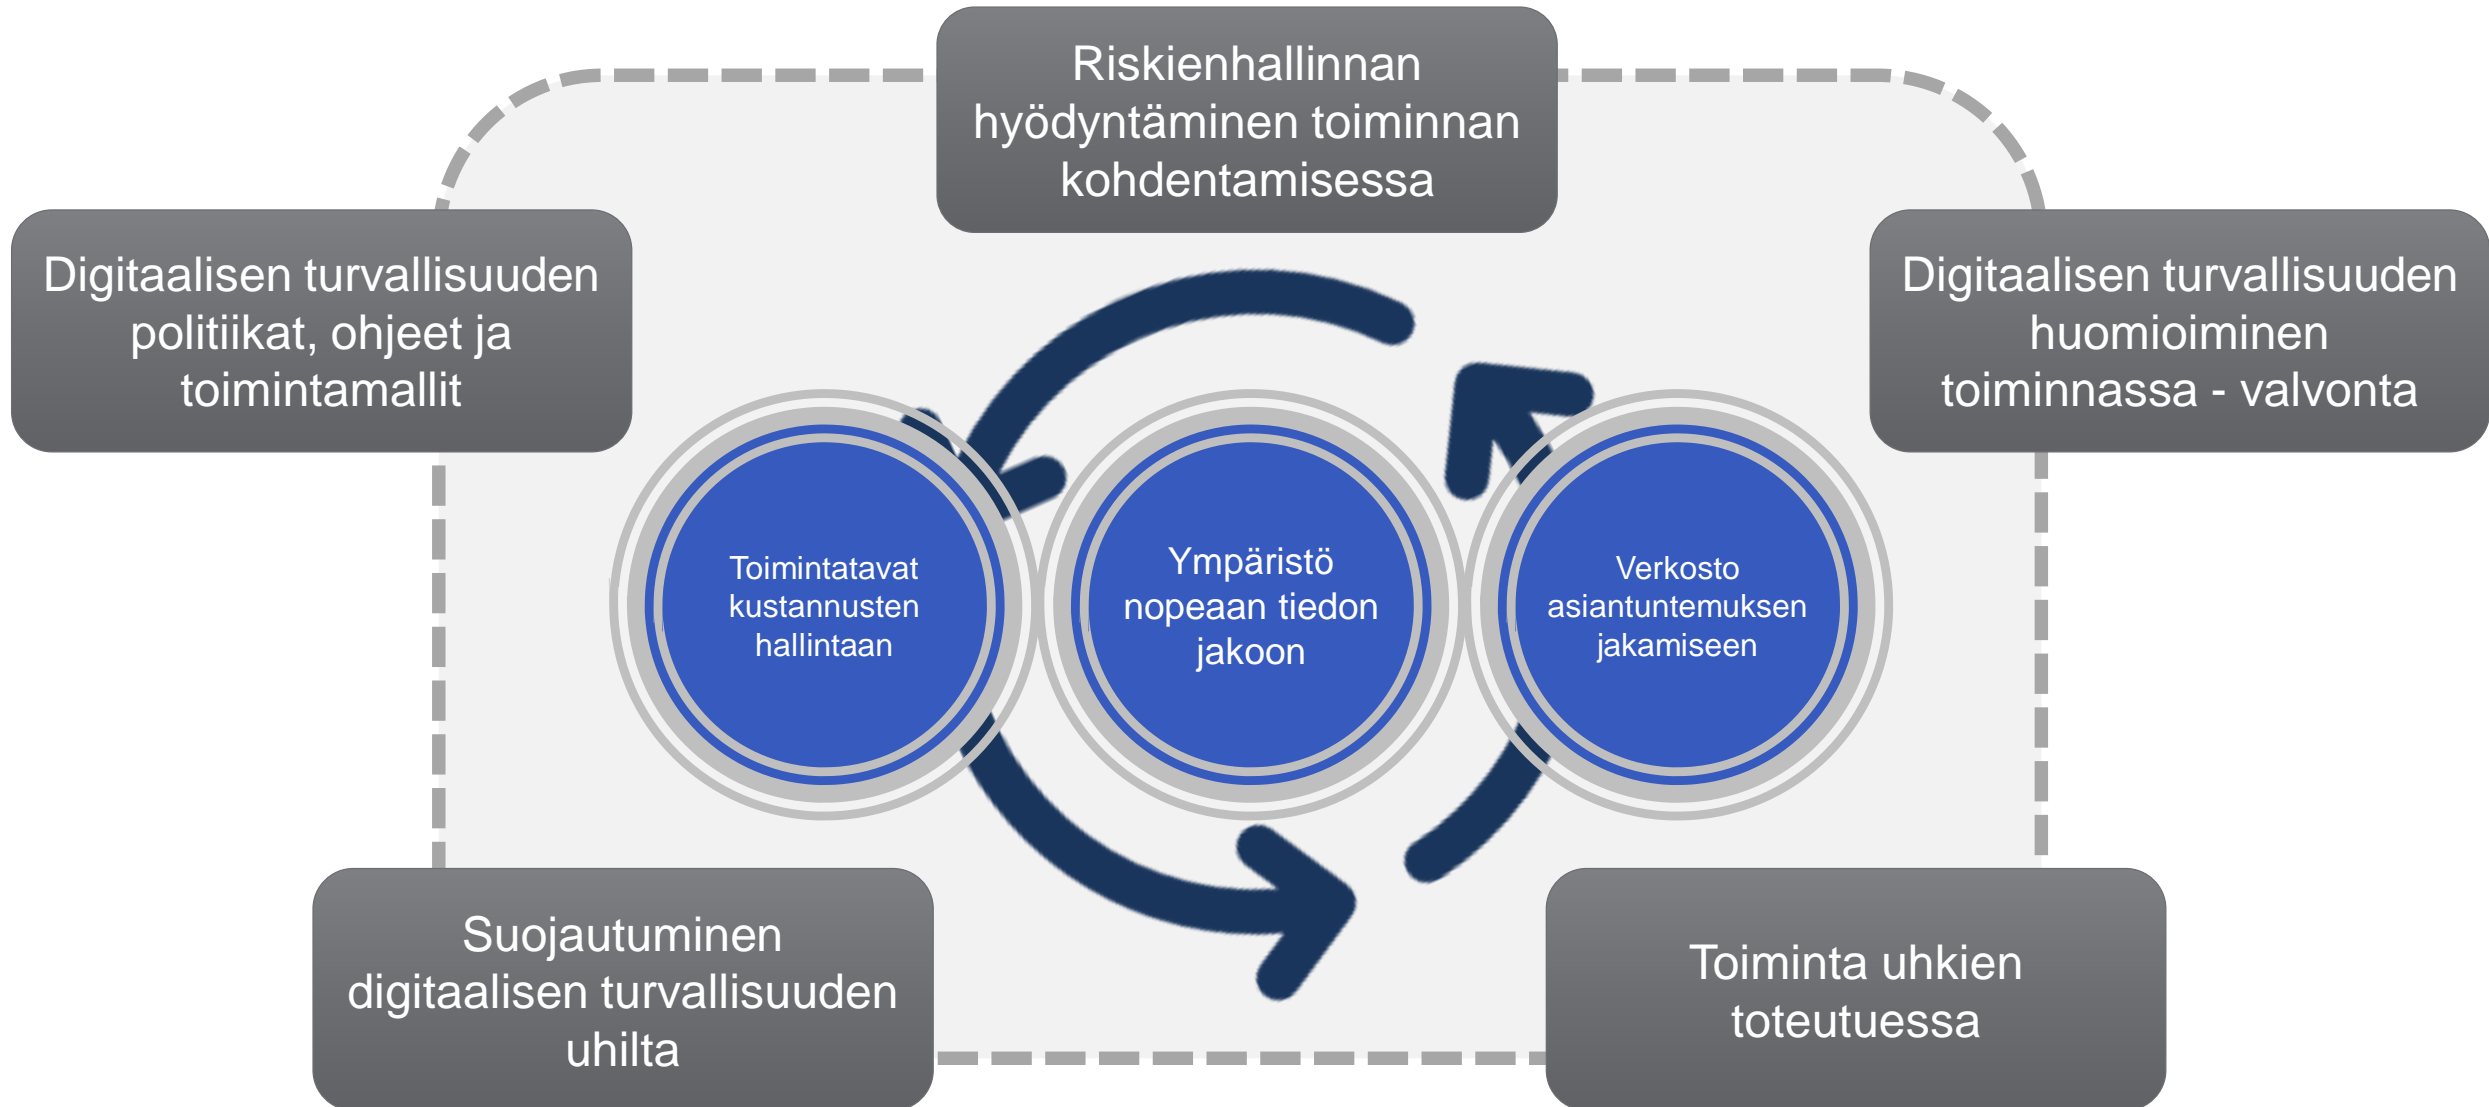 Riskienhallinnan
hyödyntäminen toiminnan
kohdentamisessa
Digitaalisen turvallisuuden
politiikat, ohjeet ja
toimintamallit
Digitaalisen turvallisuuden
huomioiminen
toiminnassa - valvonta
Toimintatavat
kustannusten
hallintaan
Ympäristö
nopeaan tiedon
jakoon
Verkosto
asiantuntemuksen
jakamiseen
Suojautuminen
digitaalisen turvallisuuden
uhilta
Toiminta uhkien
toteutuessa